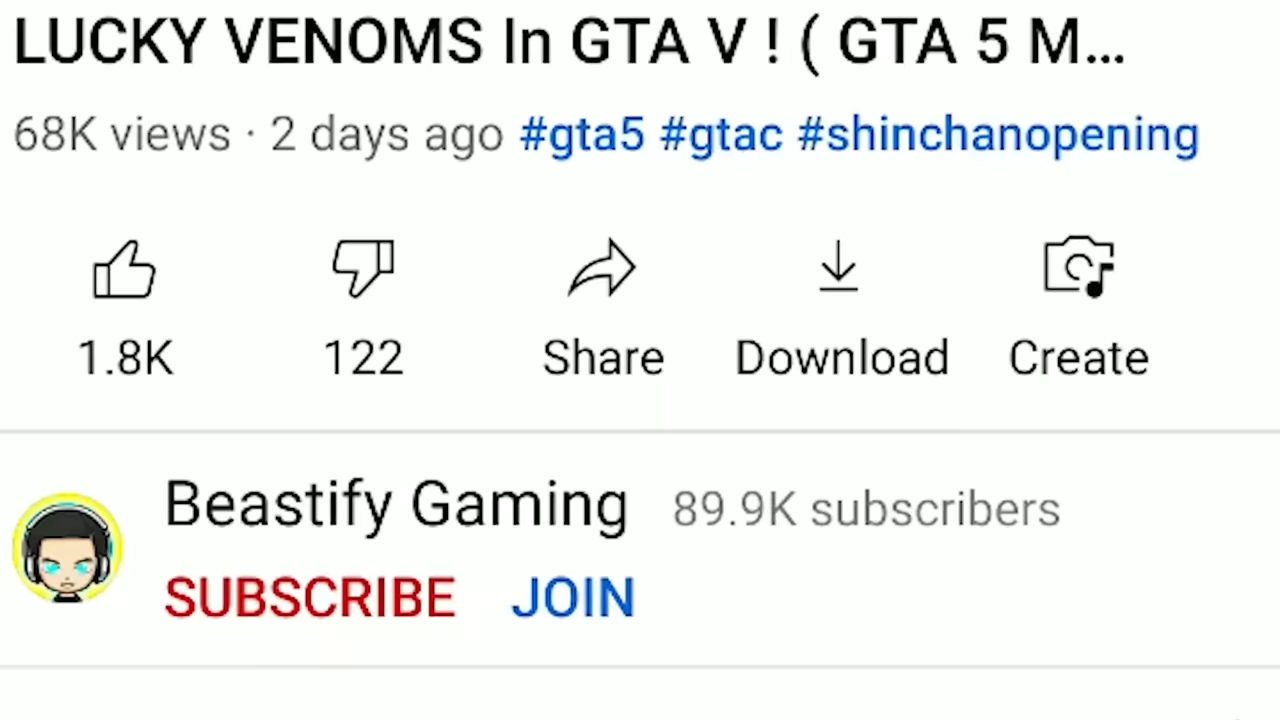 LUCKY VENOMS In GTA V ! ( GTA 5 M...
68K views · 2 days ago #gta5 #gtac #shinchanopening
1.8K 122 Share Download Create
Beastify Gaming 89.9K subscribers
SUBSCRIBE JOIN